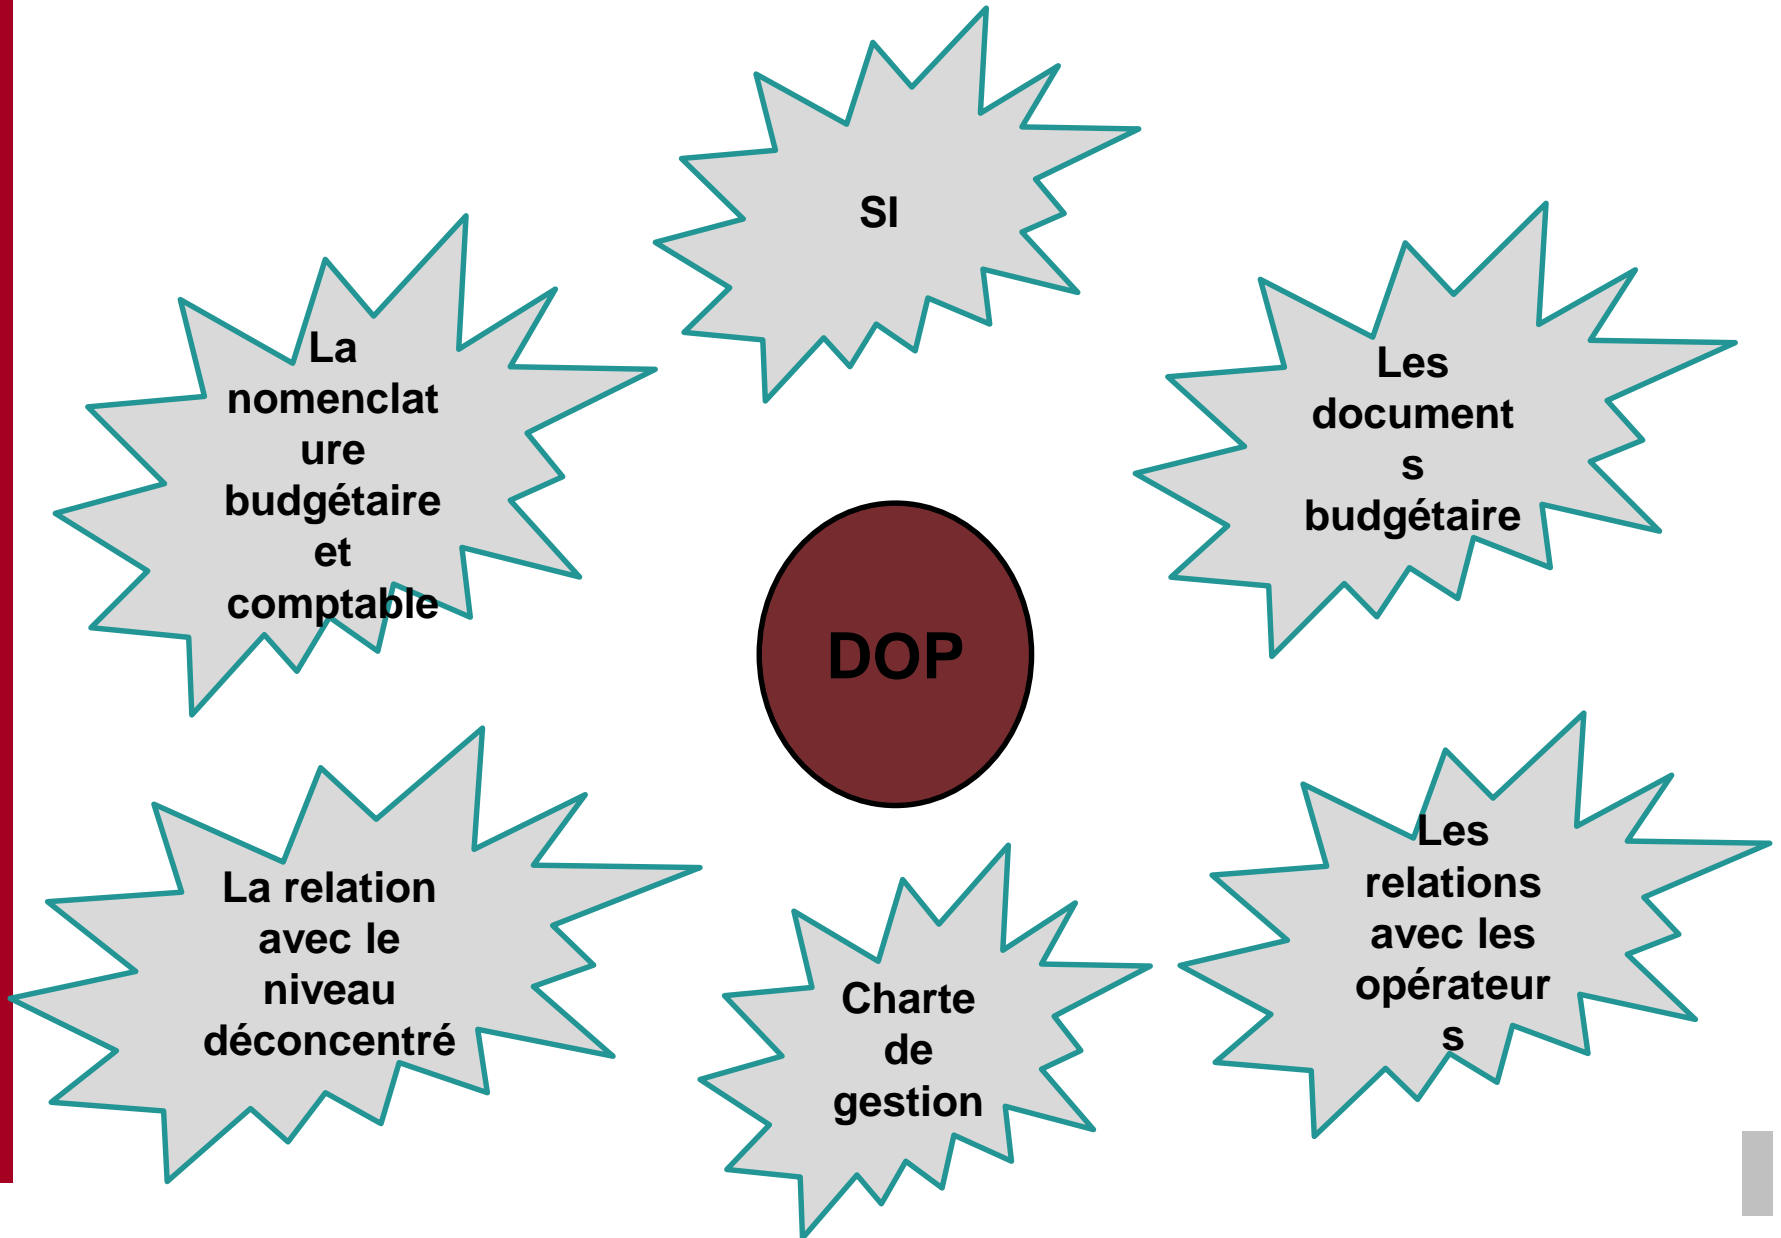 SI
La
nomenclat
ure
budgétaire
et
comptable
Les
document
s
budgétaire
DOP
La relation
avec le
niveau
déconcentré
Charte
de
gestion
Les
relations
avec les
opérateur
s